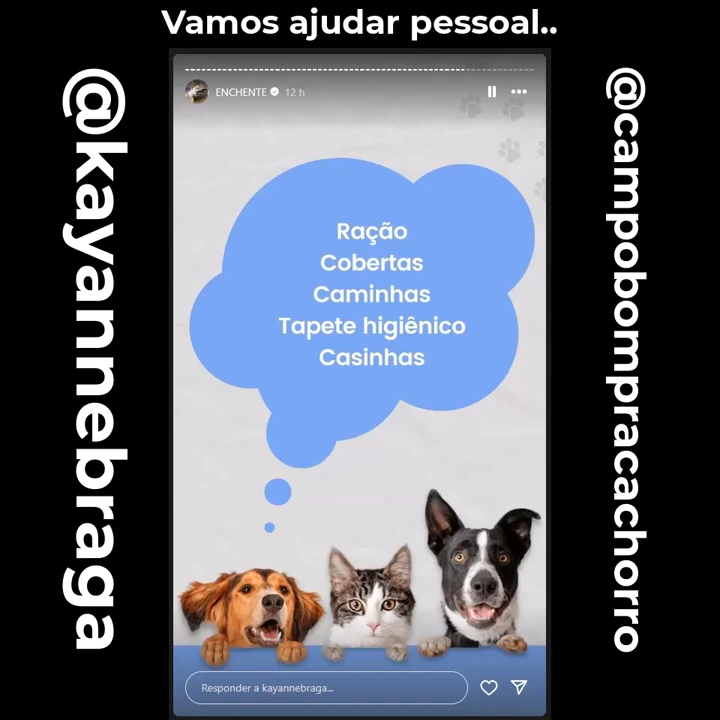 Vamos ajudar pessoal..
@kayannebraga
@campobompracachorro
ENCHENTE 12 h
Ração
Cobertas
Caminhas
Tapete higiênico
Casinhas
Responder a kayannebraga...